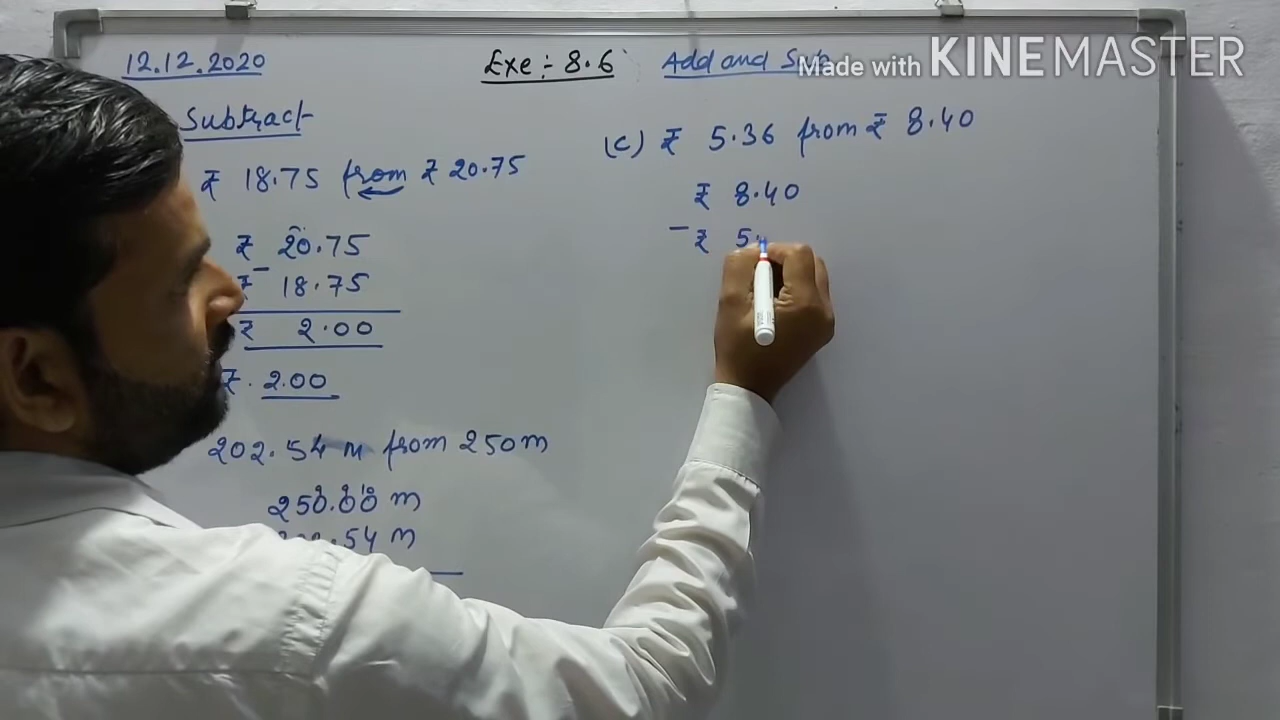 12.12.2020 Exe÷ 8.6 Add and Sub
Made with KINEMASTER
Subtract
₹ 18.75 from ₹ 20.75
₹ 20.75
− ₹ 18.75
₹ 2.00
₹. 2.00
202.54 m from 250m
250.00 m
.54 m
(c) ₹ 5.36 from ₹ 8.40
₹ 8.40
− ₹ 5.